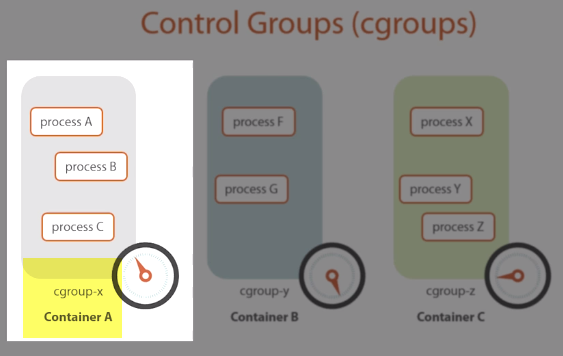 Control Groups (cgroups)
process A
process B
process C
cgroup-x
Container A
process F
process G
cgroup-y
Container B
process X
process Y
process Z
cgroup-z
Container C